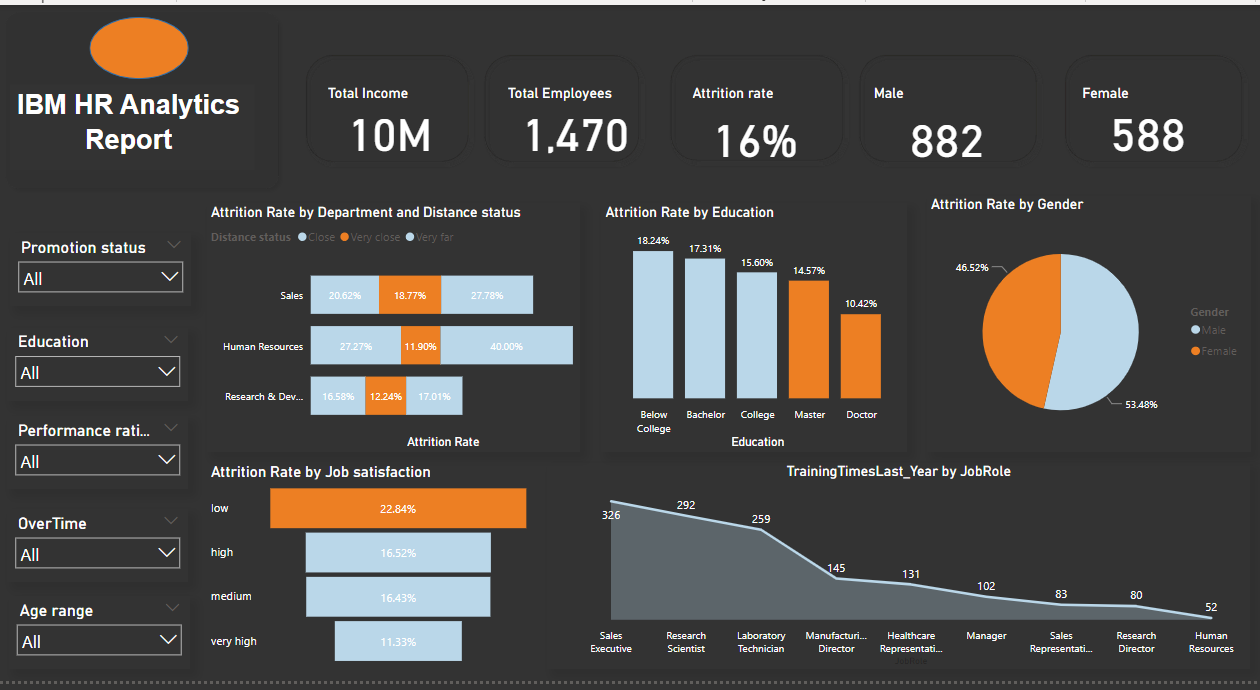 IBM HR Analytics
Report
Total Income
10M
Total Employees
1,470
Attrition rate
16%
Male
882
Female
588
Promotion status
All
Education
All
Performance rati...
All
OverTime
All
Age range
All
Attrition Rate by Department and Distance status
Distance status Close Very close Very far
Sales 20.62% 18.77% 27.78%
Human Resources 27.27% 11.90% 40.00%
Research & Dev... 16.58% 12.24% 17.01%
Attrition Rate
Attrition Rate by Education
18.24%
17.31%
15.60%
14.57%
10.42%
Below
College
Bachelor
College
Master
Doctor
Education
Attrition Rate by Gender
46.52%
53.48%
Gender
Male
Female
Attrition Rate by Job satisfaction
low 22.84%
high 16.52%
medium 16.43%
very high 11.33%
TrainingTimesLast_Year by JobRole
326
292
259
145
131
102
83
80
52
Sales
Executive
Research
Scientist
Laboratory
Technician
Manufacturi...
Director
Healthcare
Representati...
Manager
Sales
Representati...
Research
Director
Human
Resources
JobRole